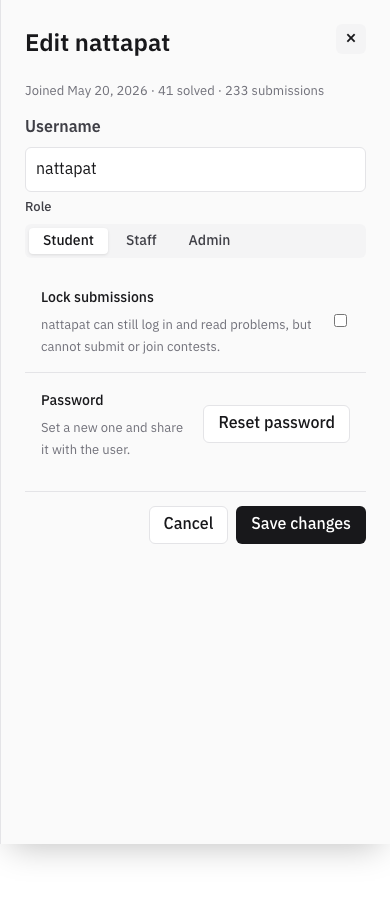 Edit nattapat
×
Joined May 20, 2026 · 41 solved · 233 submissions
Username
nattapat
Role
Student Staff Admin
Lock submissions
nattapat can still log in and read problems, but
cannot submit or join contests.
Password
Set a new one and share
it with the user.
Reset password
Cancel Save changes